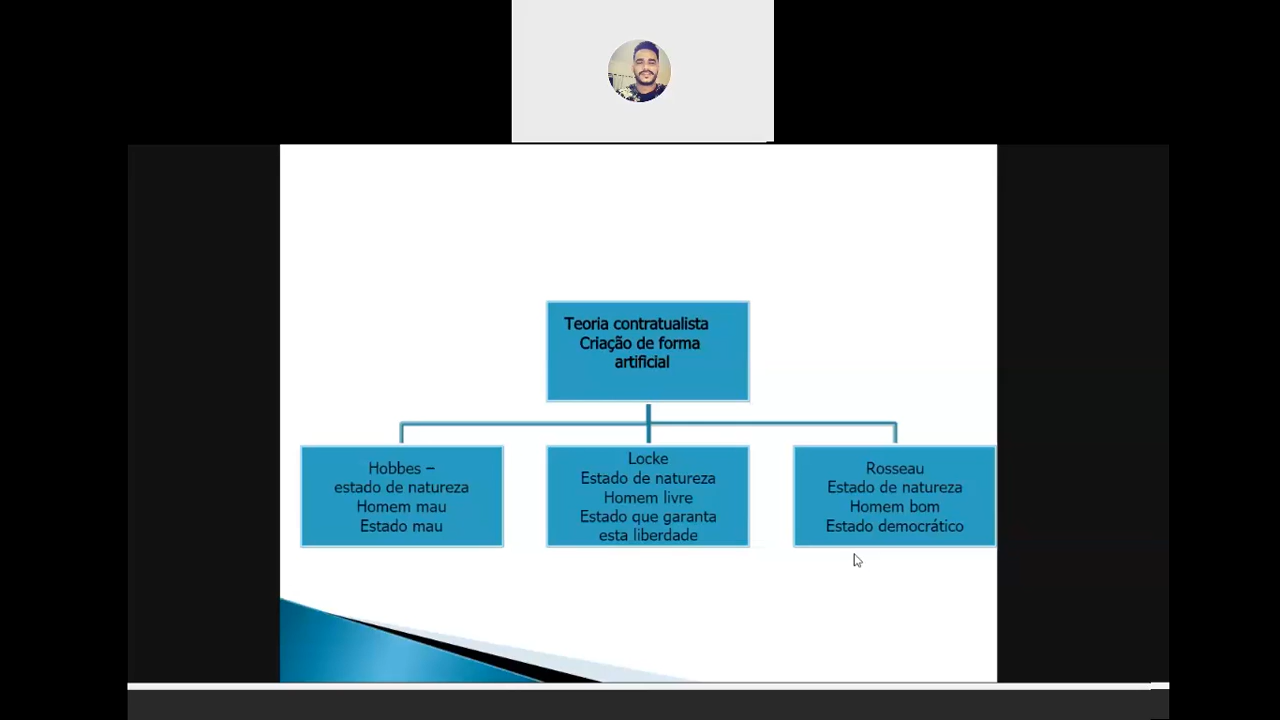 Teoria contratualista
Criação de forma
artificial
Hobbes –
estado de natureza
Homem mau
Estado mau
Locke
Estado de natureza
Homem livre
Estado que garanta
esta liberdade
Rosseau
Estado de natureza
Homem bom
Estado democrático